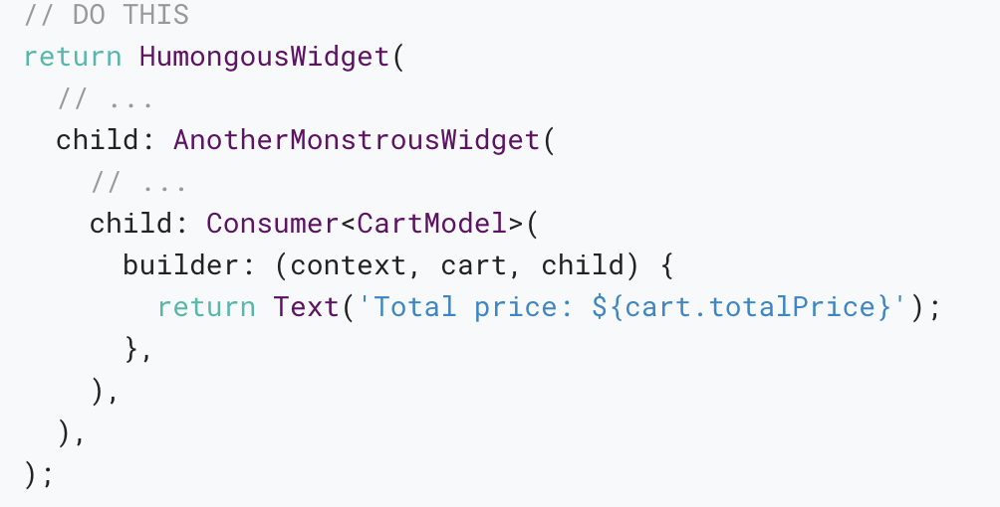 // DO THIS
return HumongousWidget(
  // ...
  child: AnotherMonstrousWidget(
    // ...
    child: Consumer<CartModel>(
      builder: (context, cart, child) {
        return Text('Total price: ${cart.totalPrice}');
      },
    ),
  ),
);